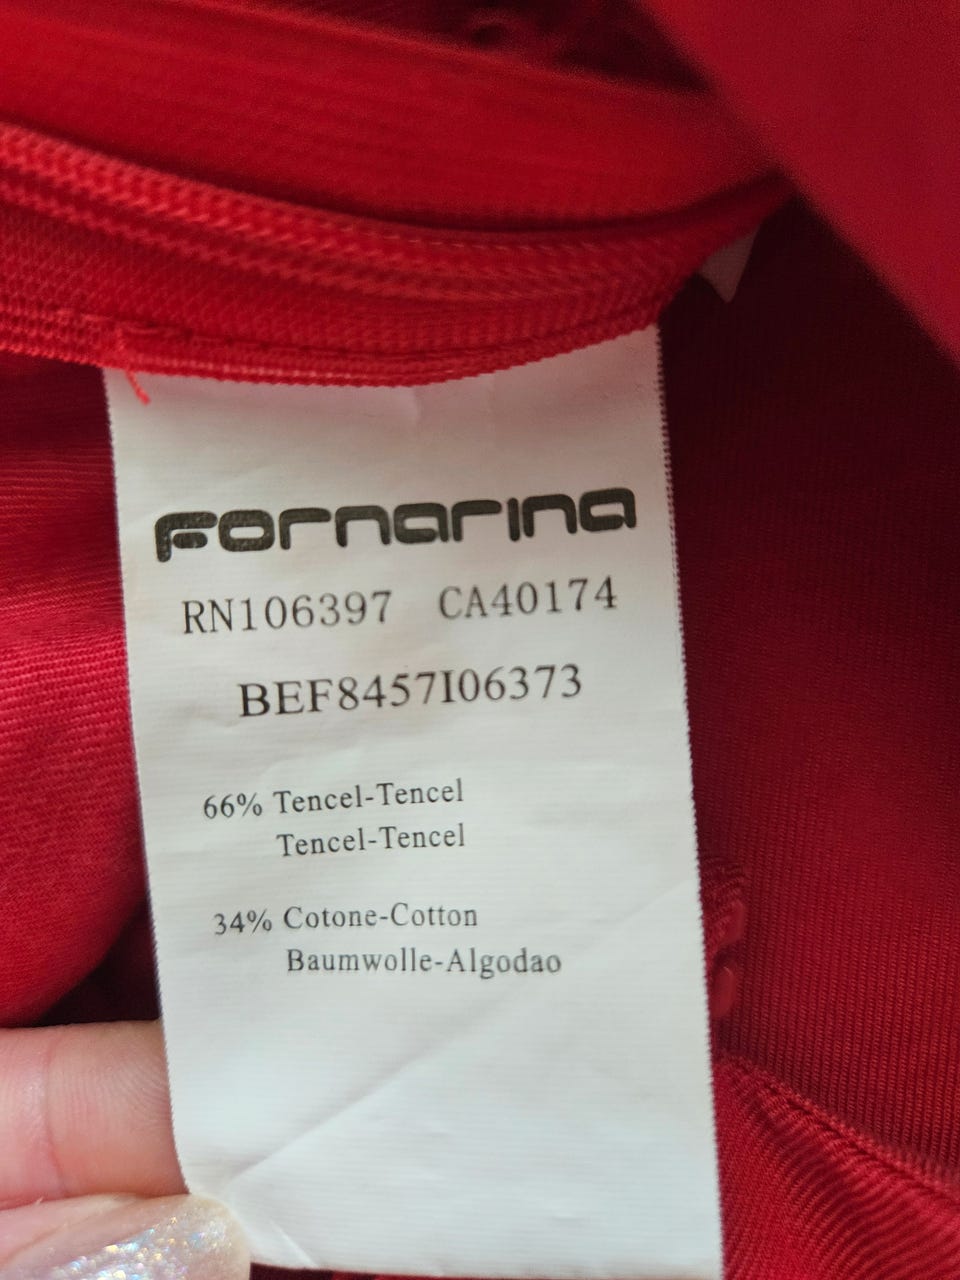 Fornarina
RN106397 CA40174
BEF8457I06373
66% Tencel-Tencel
Tencel-Tencel
34% Cotone-Cotton
Baumwolle-Algodao